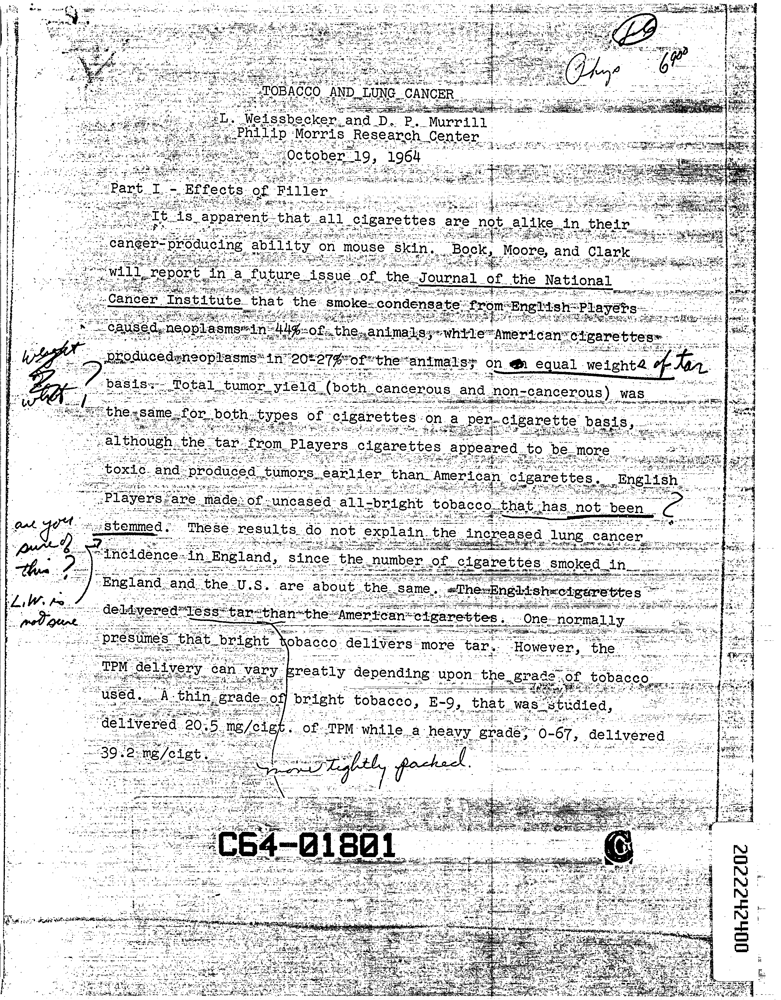 Phys 6900
TOBACCO AND LUNG CANCER
L. Weissbecker and D. P. Murrill
Philip Morris Research Center
October 19, 1964
Part I - Effects of Filler
It is apparent that all cigarettes are not alike in their
cancer-producing ability on mouse skin. Bock, Moore, and Clark
will report in a future issue of the Journal of the National
Cancer Institute that the smoke condensate from English Players
caused neoplasms in 44% of the animals, while American cigarettes
weight of what?
produced neoplasms in 20-27% of the animals, on equal weights of tar
basis. Total tumor yield (both cancerous and non-cancerous) was
the same for both types of cigarettes on a per cigarette basis,
although the tar from Players cigarettes appeared to be more
toxic and produced tumors earlier than American cigarettes. English
Players are made of uncased all-bright tobacco that has not been ?
are you sure of this?
stemmed. These results do not explain the increased lung cancer
incidence in England, since the number of cigarettes smoked in
England and the U.S. are about the same. The English cigarettes
L.W. is not sure
delivered less tar than the American cigarettes. One normally
presumes that bright tobacco delivers more tar. However, the
TPM delivery can vary greatly depending upon the grade of tobacco
used. A thin grade of bright tobacco, E-9, that was studied,
delivered 20.5 mg/cigt. of TPM while a heavy grade, O-67, delivered
39.2 mg/cigt.
more tightly packed.
C64-01801
C
2022242400